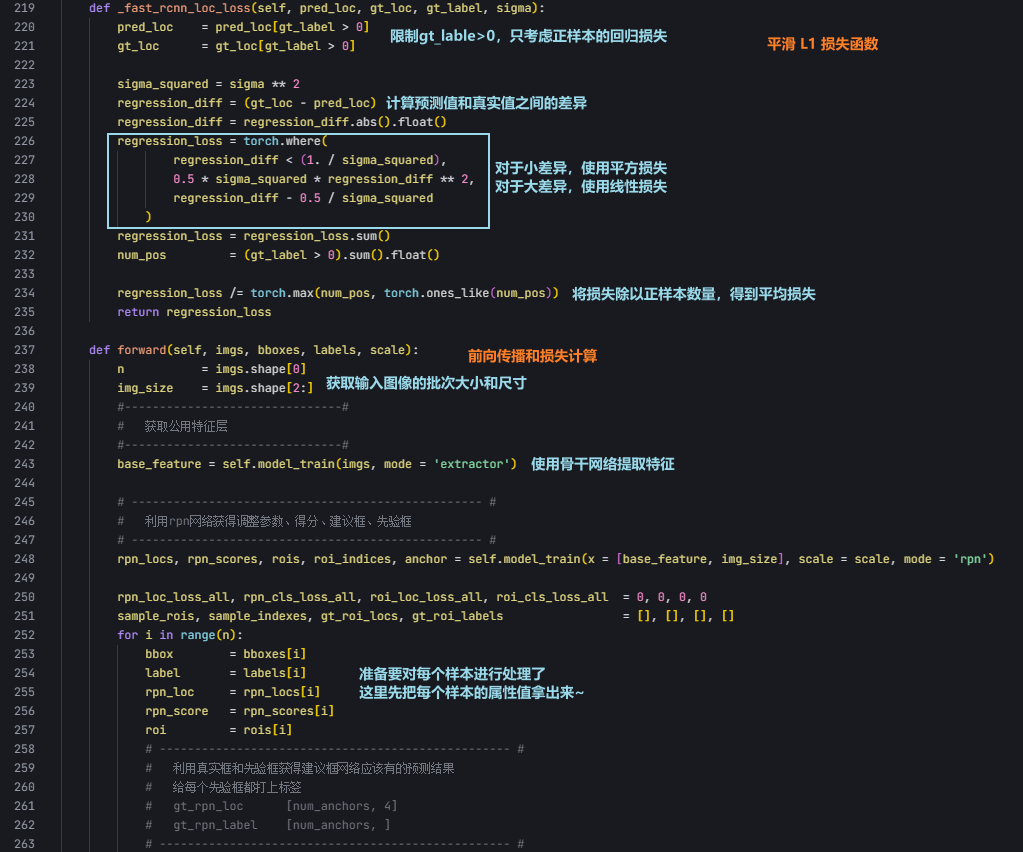 219 def _fast_rcnn_loc_loss(self, pred_loc, gt_loc, gt_label, sigma):
220 pred_loc = pred_loc[gt_label > 0]
限制gt_lable>0，只考虑正样本的回归损失
平滑 L1 损失函数
221 gt_loc = gt_loc[gt_label > 0]
222
223 sigma_squared = sigma ** 2
224 regression_diff = (gt_loc - pred_loc) 计算预测值和真实值之间的差异
225 regression_diff = regression_diff.abs().float()
226 regression_loss = torch.where(
227 regression_diff < (1. / sigma_squared),
对于小差异，使用平方损失
228 0.5 * sigma_squared * regression_diff ** 2,
对于大差异，使用线性损失
229 regression_diff - 0.5 / sigma_squared
230 )
231 regression_loss = regression_loss.sum()
232 num_pos = (gt_label > 0).sum().float()
233
234 regression_loss /= torch.max(num_pos, torch.ones_like(num_pos)) 将损失除以正样本数量，得到平均损失
235 return regression_loss
236
237 def forward(self, imgs, bboxes, labels, scale): 前向传播和损失计算
238 n = imgs.shape[0]
239 img_size = imgs.shape[2:] 获取输入图像的批次大小和尺寸
240 #-------------------------------#
241 # 获取公用特征层
242 #-------------------------------#
243 base_feature = self.model_train(imgs, mode = 'extractor') 使用骨干网络提取特征
244
245 # -------------------------------------------------- #
246 # 利用rpn网络获得调整参数、得分、建议框、先验框
247 # -------------------------------------------------- #
248 rpn_locs, rpn_scores, rois, roi_indices, anchor = self.model_train(x = [base_feature, img_size], scale = scale, mode = 'rpn')
249
250 rpn_loc_loss_all, rpn_cls_loss_all, roi_loc_loss_all, roi_cls_loss_all = 0, 0, 0, 0
251 sample_rois, sample_indexes, gt_roi_locs, gt_roi_labels = [], [], [], []
252 for i in range(n):
253 bbox = bboxes[i]
254 label = labels[i] 准备要对每个样本进行处理了
255 rpn_loc = rpn_locs[i] 这里先把每个样本的属性值拿出来~
256 rpn_score = rpn_scores[i]
257 roi = rois[i]
258 # -------------------------------------------------- #
259 # 利用真实框和先验框获得建议框网络应该有的预测结果
260 # 给每个先验框都打上标签
261 # gt_rpn_loc [num_anchors, 4]
262 # gt_rpn_label [num_anchors, ]
263 # -------------------------------------------------- #